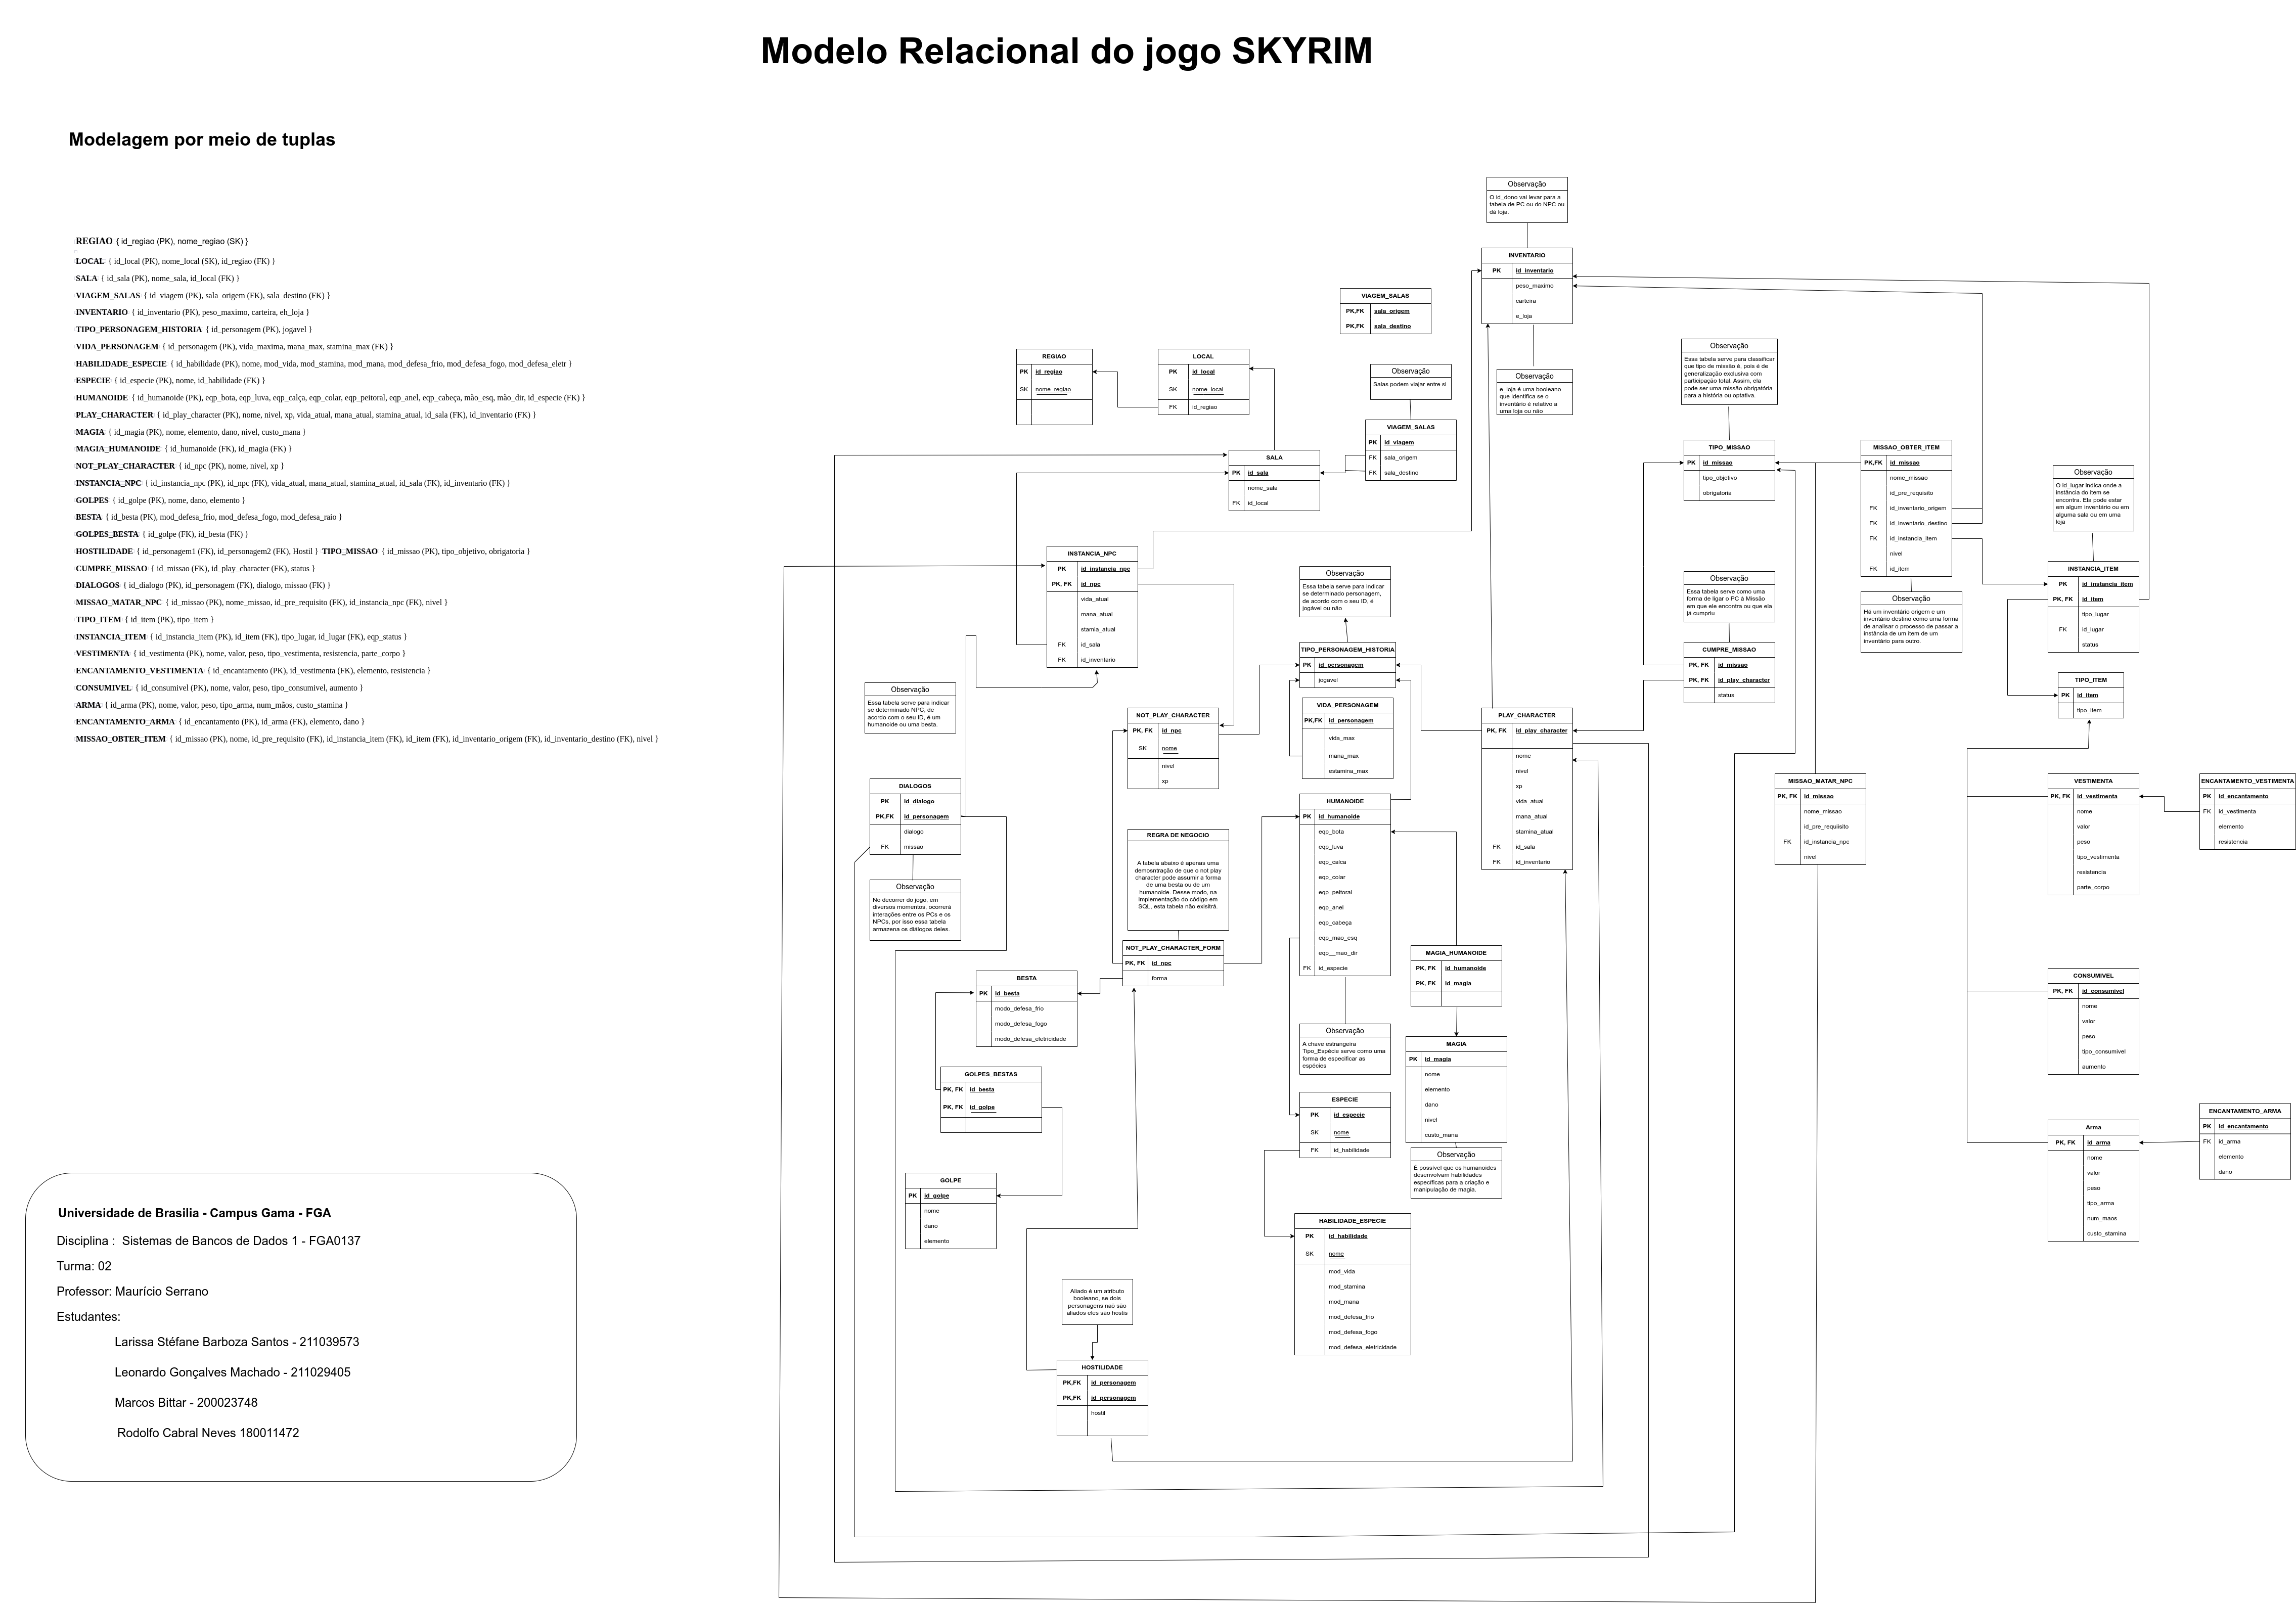 Modelo Relacional do jogo SKYRIM
Modelagem por meio de tuplas
REGIAO { id_regiao (PK), nome_regiao (SK) }
LOCAL { id_local (PK), nome_local (SK), id_regiao (FK) }
SALA { id_sala (PK), nome_sala, id_local (FK) }
VIAGEM_SALAS { id_viagem (PK), sala_origem (FK), sala_destino (FK) }
INVENTARIO { id_inventario (PK), peso_maximo, carteira, eh_loja }
TIPO_PERSONAGEM_HISTORIA { id_personagem (PK), jogavel }
VIDA_PERSONAGEM { id_personagem (PK), vida_maxima, mana_max, stamina_max (FK) }
HABILIDADE_ESPECIE { id_habilidade (PK), nome, mod_vida, mod_stamina, mod_mana, mod_defesa_frio, mod_defesa_fogo, mod_defesa_eletr }
ESPECIE { id_especie (PK), nome, id_habilidade (FK) }
HUMANOIDE { id_humanoide (PK), eqp_bota, eqp_luva, eqp_calça, eqp_colar, eqp_peitoral, eqp_anel, eqp_cabeça, mão_esq, mão_dir, id_especie (FK) }
PLAY_CHARACTER { id_play_character (PK), nome, nivel, xp, vida_atual, mana_atual, stamina_atual, id_sala (FK), id_inventario (FK) }
MAGIA { id_magia (PK), nome, elemento, dano, nivel, custo_mana }
MAGIA_HUMANOIDE { id_humanoide (FK), id_magia (FK) }
NOT_PLAY_CHARACTER { id_npc (PK), nome, nivel, xp }
INSTANCIA_NPC { id_instancia_npc (PK), id_npc (FK), vida_atual, mana_atual, stamina_atual, id_sala (FK), id_inventario (FK) }
GOLPES { id_golpe (PK), nome, dano, elemento }
BESTA { id_besta (PK), mod_defesa_frio, mod_defesa_fogo, mod_defesa_raio }
GOLPES_BESTA { id_golpe (FK), id_besta (FK) }
HOSTILIDADE { id_personagem1 (FK), id_personagem2 (FK), Hostil } TIPO_MISSAO { id_missao (PK), tipo_objetivo, obrigatoria }
CUMPRE_MISSAO { id_missao (FK), id_play_character (FK), status }
DIALOGOS { id_dialogo (PK), id_personagem (FK), dialogo, missao (FK) }
MISSAO_MATAR_NPC { id_missao (PK), nome_missao, id_pre_requisito (FK), id_instancia_npc (FK), nivel }
TIPO_ITEM { id_item (PK), tipo_item }
INSTANCIA_ITEM { id_instancia_item (PK), id_item (FK), tipo_lugar, id_lugar (FK), eqp_status }
VESTIMENTA { id_vestimenta (PK), nome, valor, peso, tipo_vestimenta, resistencia, parte_corpo }
ENCANTAMENTO_VESTIMENTA { id_encantamento (PK), id_vestimenta (FK), elemento, resistencia }
CONSUMIVEL { id_consumivel (PK), nome, valor, peso, tipo_consumivel, aumento }
ARMA { id_arma (PK), nome, valor, peso, tipo_arma, num_mãos, custo_stamina }
ENCANTAMENTO_ARMA { id_encantamento (PK), id_arma (FK), elemento, dano }
MISSAO_OBTER_ITEM { id_missao (PK), nome, id_pre_requisito (FK), id_instancia_item (FK), id_item (FK), id_inventario_origem (FK), id_inventario_destino (FK), nivel }
Universidade de Brasilia - Campus Gama - FGA
Disciplina : Sistemas de Bancos de Dados 1 - FGA0137
Turma: 02
Professor: Maurício Serrano
Estudantes:
Larissa Stéfane Barboza Santos - 211039573
Leonardo Gonçalves Machado - 211029405
Marcos Bittar - 200023748
Rodolfo Cabral Neves 180011472
Observação
O id_dono vai levar para a
tabela de PC ou do NPC ou
dá loja.
INVENTARIO
PK id_inventario
peso_maximo
carteira
e_loja
Observação
e_loja é uma booleano
que identifica se o
inventário é relativo a
uma loja ou não
VIAGEM_SALAS
PK,FK sala_origem
PK,FK sala_destino
REGIAO
PK id_regiao
SK nome_regiao
LOCAL
PK id_local
SK nome_local
FK id_regiao
Observação
Salas podem viajar entre si
VIAGEM_SALAS
PK id_viagem
FK sala_origem
FK sala_destino
SALA
PK id_sala
nome_sala
FK id_local
Observação
Essa tabela serve para classificar
que tipo de missão é, pois é de
generalização exclusiva com
participação total. Assim, ela
pode ser uma missão obrigatória
para a história ou optativa.
TIPO_MISSAO
PK id_missao
tipo_objetivo
obrigatoria
MISSAO_OBTER_ITEM
PK,FK id_missao
nome_missao
id_pre_requisito
FK id_inventario_origem
FK id_inventario_destino
FK id_instancia_item
nivel
FK id_item
Observação
Há um inventário origem e um
inventário destino como uma forma
de analisar o processo de passar a
instância de um item de um
inventário para outro.
Observação
O id_lugar indica onde a
instância do item se
encontra. Ela pode estar
em algum inventário ou em
alguma sala ou em uma
loja
INSTANCIA_ITEM
PK id_instancia_item
PK, FK id_item
tipo_lugar
FK id_lugar
status
TIPO_ITEM
PK id_item
tipo_item
INSTANCIA_NPC
PK id_instancia_npc
PK, FK id_npc
vida_atual
mana_atual
stamia_atual
FK id_sala
FK id_inventario
Observação
Essa tabela serve para indicar
se determinado personagem,
de acordo com o seu ID, é
jogável ou não
TIPO_PERSONAGEM_HISTORIA
PK id_personagem
jogavel
VIDA_PERSONAGEM
PK,FK id_personagem
vida_max
mana_max
estamina_max
Observação
Essa tabela serve como uma
forma de ligar o PC á Missão
em que ele encontra ou que ela
já cumpriu
CUMPRE_MISSAO
PK, FK id_missao
PK, FK id_play_character
status
Observação
Essa tabela serve para indicar
se determinado NPC, de
acordo com o seu ID, é um
humanoide ou uma besta.
NOT_PLAY_CHARACTER
PK, FK id_npc
SK nome
nivel
xp
PLAY_CHARACTER
PK, FK id_play_character
nome
nivel
xp
vida_atual
mana_atual
stamina_atual
FK id_sala
FK id_inventario
DIALOGOS
PK id_dialogo
PK,FK id_personagem
dialogo
FK missao
Observação
No decorrer do jogo, em
diversos momentos, ocorrerá
interações entre os PCs e os
NPCs, por isso essa tabela
armazena os diálogos deles.
REGRA DE NEGOCIO
A tabela abaixo é apenas uma
demosntração de que o not play
character pode assumir a forma
de uma besta ou de um
humanoide. Desse modo, na
implementação do código em
SQL, esta tabela não exisitrá.
NOT_PLAY_CHARACTER_FORM
PK, FK id_npc
forma
HUMANOIDE
PK id_humanoide
eqp_bota
eqp_luva
eqp_calca
eqp_colar
eqp_peitoral
eqp_anel
eqp_cabeça
eqp_mao_esq
eqp__mao_dir
FK id_especie
Observação
A chave estrangeira
Tipo_Espécie serve como uma
forma de especificar as
espécies
ESPECIE
PK id_especie
SK nome
FK id_habilidade
HABILIDADE_ESPECIE
PK id_habilidade
SK nome
mod_vida
mod_stamina
mod_mana
mod_defesa_frio
mod_defesa_fogo
mod_defesa_eletricidade
MAGIA_HUMANOIDE
PK, FK id_humanoide
PK, FK id_magia
MAGIA
PK id_magia
nome
elemento
dano
nivel
custo_mana
Observação
É possível que os humanoides
desenvolvam habilidades
especificas para a criação e
manipulação de magia.
BESTA
PK id_besta
modo_defesa_frio
modo_defesa_fogo
modo_defesa_eletricidade
GOLPES_BESTAS
PK, FK id_besta
PK, FK id_golpe
GOLPE
PK id_golpe
nome
dano
elemento
Aliado é um atributo
booleano, se dois
personagens naõ são
aliados eles são hostis
HOSTILIDADE
PK,FK id_personagem
PK,FK id_personagem
hostil
MISSAO_MATAR_NPC
PK, FK id_missao
nome_missao
id_pre_requiisito
FK id_instancia_npc
nivel
VESTIMENTA
PK, FK id_vestimenta
nome
valor
peso
tipo_vestimenta
resistencia
parte_corpo
ENCANTAMENTO_VESTIMENTA
PK id_encantamento
FK id_vestimenta
elemento
resistencia
CONSUMIVEL
PK, FK id_consumivel
nome
valor
peso
tipo_consumivel
aumento
Arma
PK, FK id_arma
nome
valor
peso
tipo_arma
num_maos
custo_stamina
ENCANTAMENTO_ARMA
PK id_encantamento
FK id_arma
elemento
dano